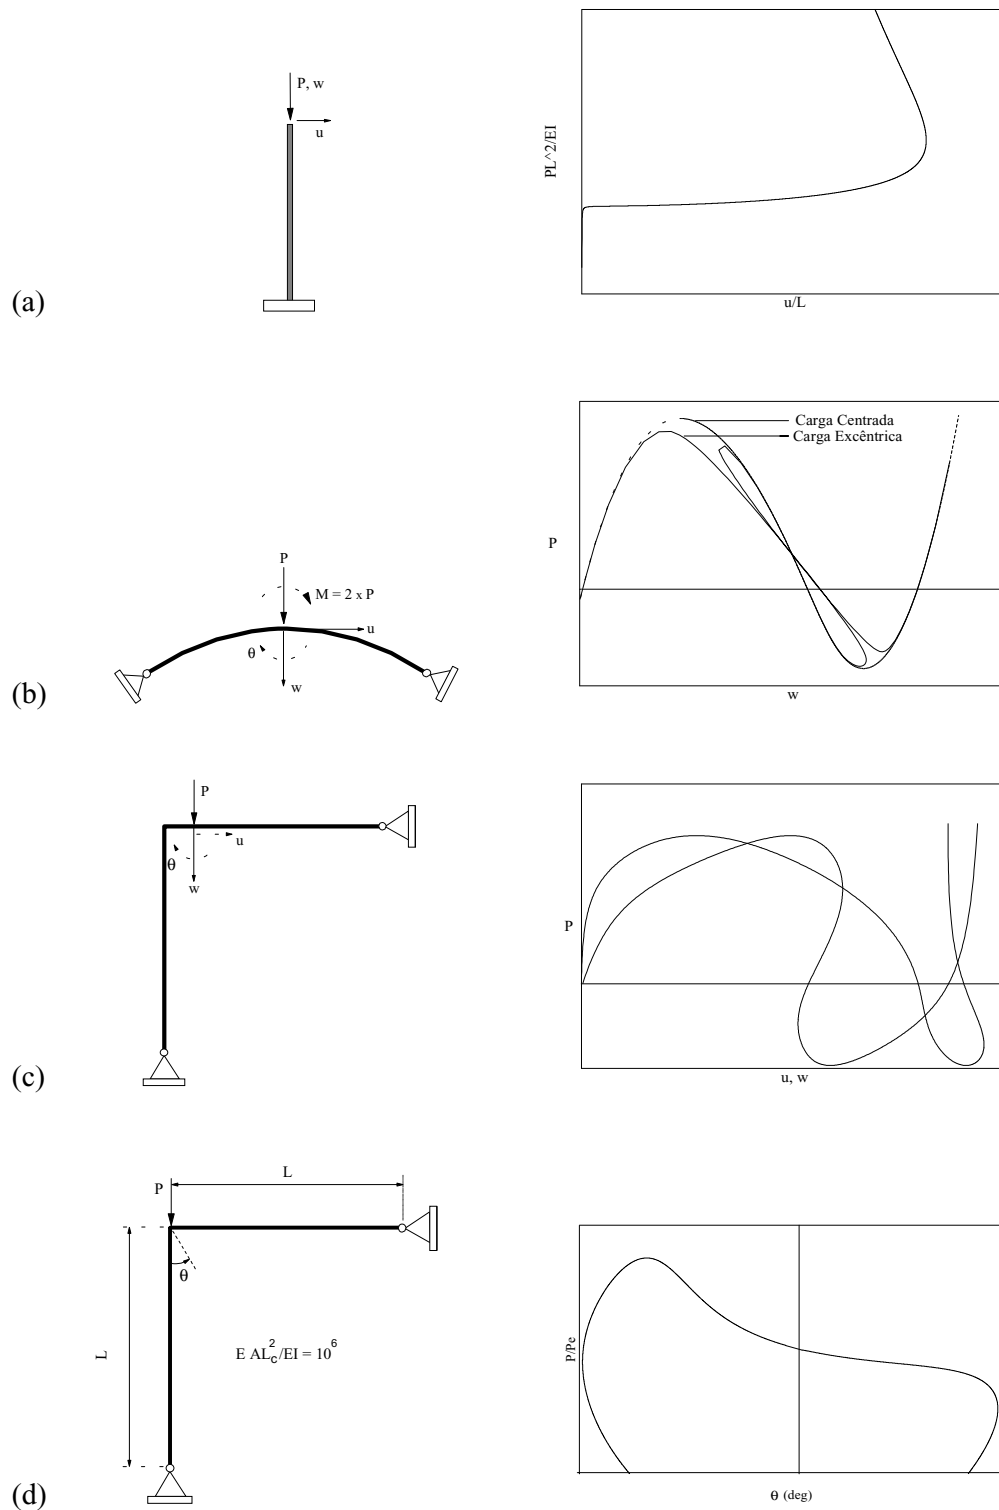 P, w
u
PL^2/EI
u/L
(a)
Carga Centrada
Carga Excêntrica
P
P
M = 2 x P
u
θ
w
w
(b)
P
u
θ
w
P
u, w
(c)
L
P
θ
L
E AL_c^2/EI = 10^6
P/Pe
θ (deg)
(d)